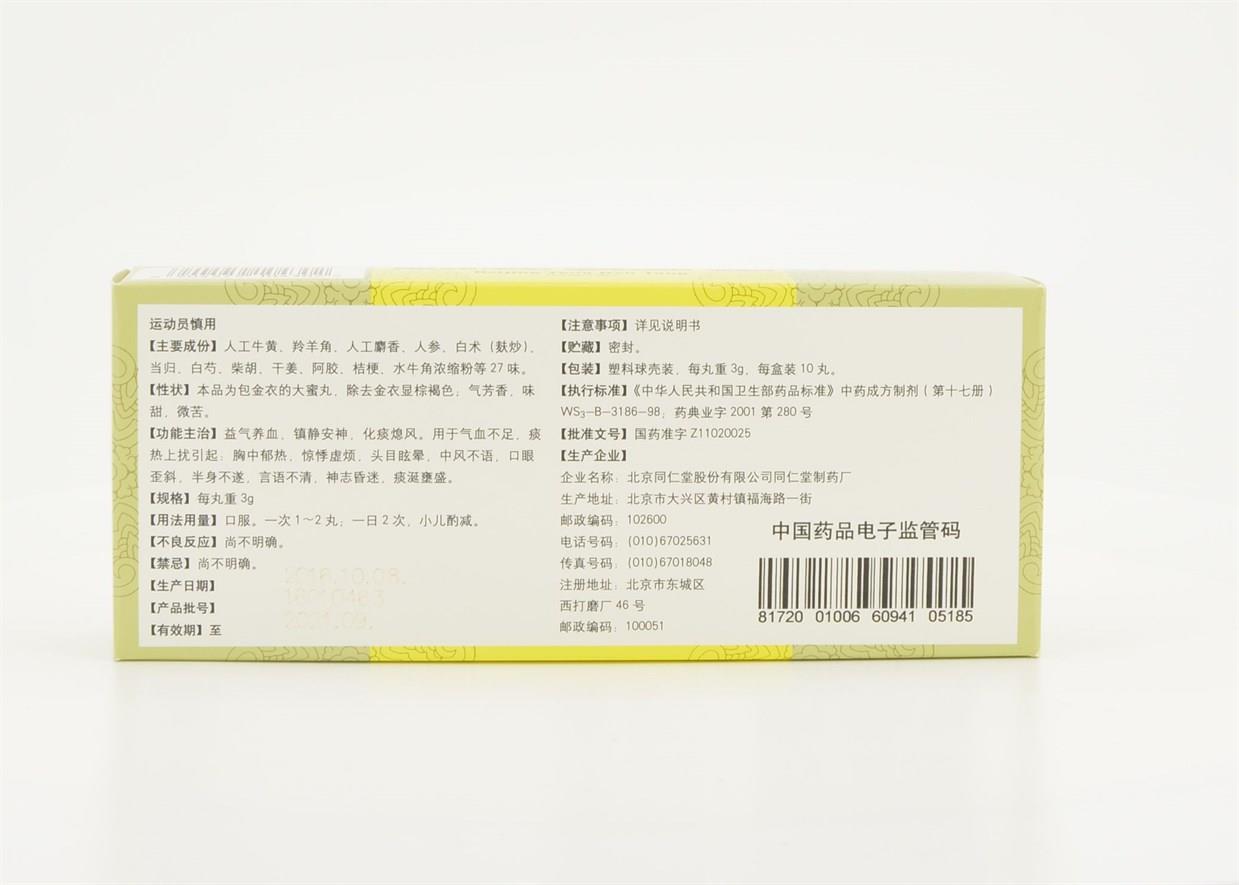 运动员慎用
【主要成份】人工牛黄、羚羊角、人工麝香、人参、白术（麸炒）、
当归、白芍、柴胡、干姜、阿胶、桔梗、水牛角浓缩粉等 27 味。
【性状】本品为包金衣的大蜜丸，除去金衣显棕褐色；气芳香，味
甜、微苦。
【功能主治】益气养血，镇静安神，化痰熄风。用于气血不足，痰
热上扰引起：胸中郁热，惊悸虚烦，头目眩晕，中风不语，口眼
歪斜，半身不遂，言语不清，神志昏迷，痰涎壅盛。
【规格】每丸重 3g
【用法用量】口服。一次 1～2 丸；一日 2 次，小儿酌减。
【不良反应】尚不明确。
【禁忌】尚不明确。
【生产日期】 2018.10.08.
【产品批号】
【有效期】至 2021.09.
【注意事项】详见说明书
【贮藏】密封。
【包装】塑料球壳装，每丸重 3g，每盒装 10 丸。
【执行标准】《中华人民共和国卫生部药品标准》中药成方制剂（第十七册）
WS₃-B-3186-98；药典业字 2001 第 280 号
【批准文号】国药准字 Z11020025
【生产企业】
企业名称：北京同仁堂股份有限公司同仁堂制药厂
生产地址：北京市大兴区黄村镇福海路一街
邮政编码：102600
电话号码：(010)67025631
传真号码：(010)67018048
注册地址：北京市东城区
西打磨厂 46 号
邮政编码：100051
中国药品电子监管码
81720 01006 60941 05185